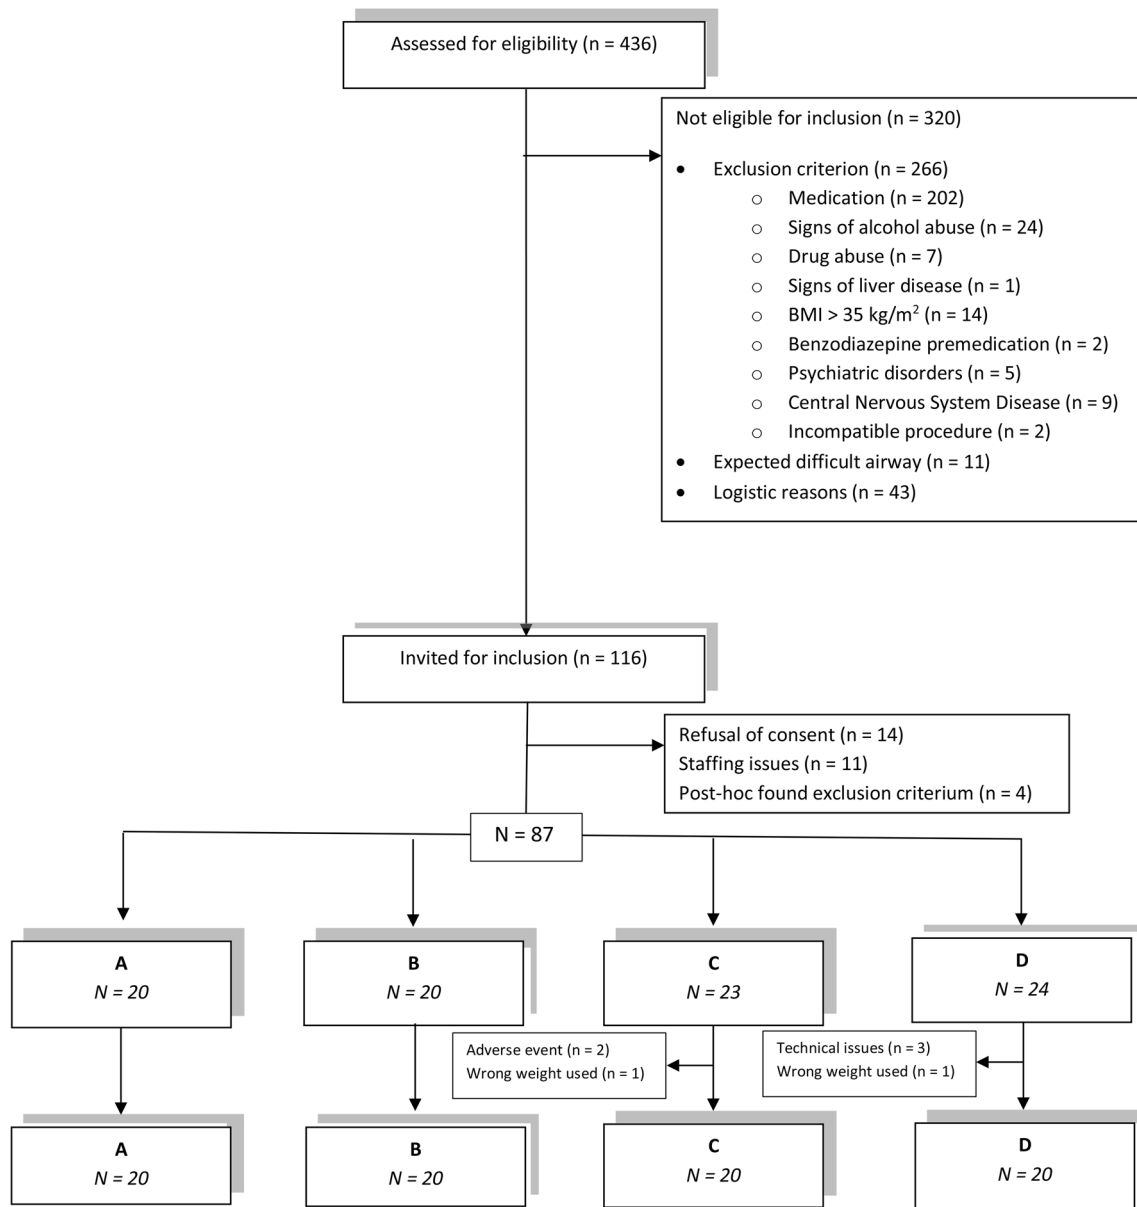 Assessed for eligibility (n = 436)
Not eligible for inclusion (n = 320)
• Exclusion criterion (n = 266)
o Medication (n = 202)
o Signs of alcohol abuse (n = 24)
o Drug abuse (n = 7)
o Signs of liver disease (n = 1)
o BMI > 35 kg/m² (n = 14)
o Benzodiazepine premedication (n = 2)
o Psychiatric disorders (n = 5)
o Central Nervous System Disease (n = 9)
o Incompatible procedure (n = 2)
• Expected difficult airway (n = 11)
• Logistic reasons (n = 43)
Invited for inclusion (n = 116)
Refusal of consent (n = 14)
Staffing issues (n = 11)
Post-hoc found exclusion criterium (n = 4)
N = 87
A
N = 20
B
N = 20
C
N = 23
D
N = 24
Adverse event (n = 2)
Wrong weight used (n = 1)
Technical issues (n = 3)
Wrong weight used (n = 1)
A
N = 20
B
N = 20
C
N = 20
D
N = 20